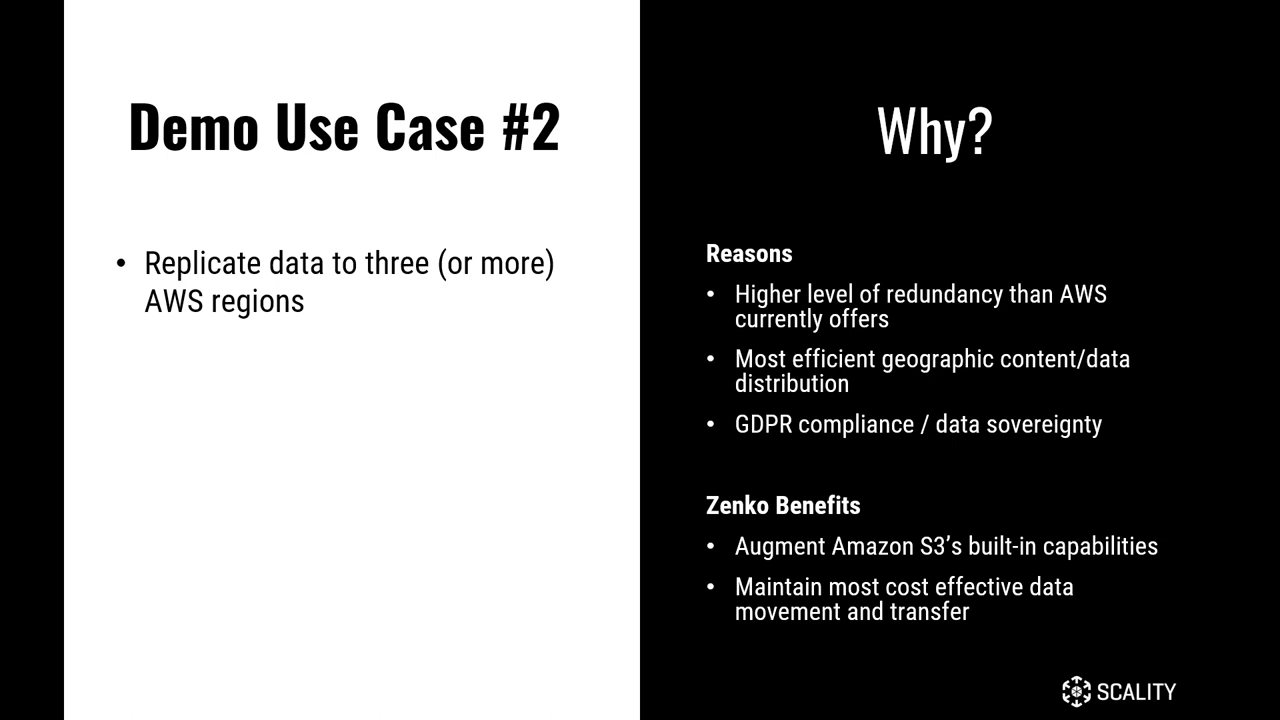 Demo Use Case #2
• Replicate data to three (or more)
AWS regions
Why?
Reasons
• Higher level of redundancy than AWS
currently offers
• Most efficient geographic content/data
distribution
• GDPR compliance / data sovereignty
Zenko Benefits
• Augment Amazon S3’s built-in capabilities
• Maintain most cost effective data
movement and transfer
SCALITY